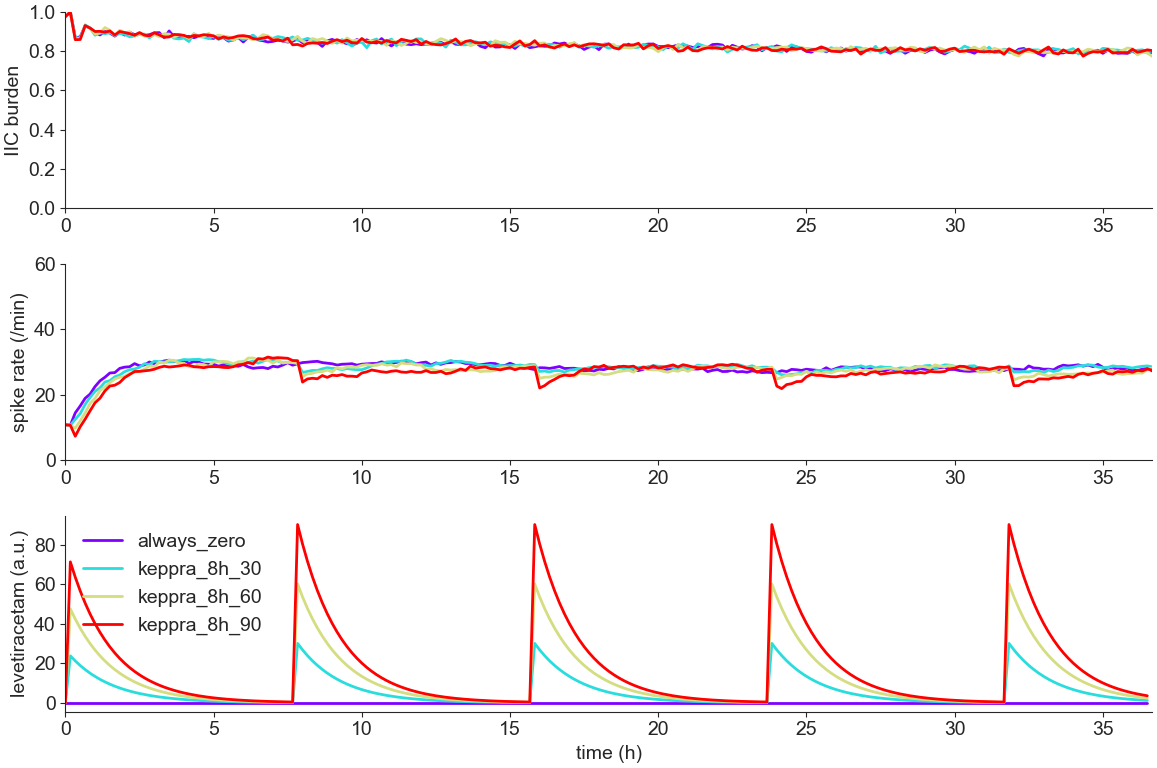 IIC burden
1.0
0.8
0.6
0.4
0.2
0.0
0 5 10 15 20 25 30 35
spike rate (/min)
60
40
20
0
0 5 10 15 20 25 30 35
levetiracetam (a.u.)
80
60
40
20
0
always_zero
keppra_8h_30
keppra_8h_60
keppra_8h_90
0 5 10 15 20 25 30 35
time (h)